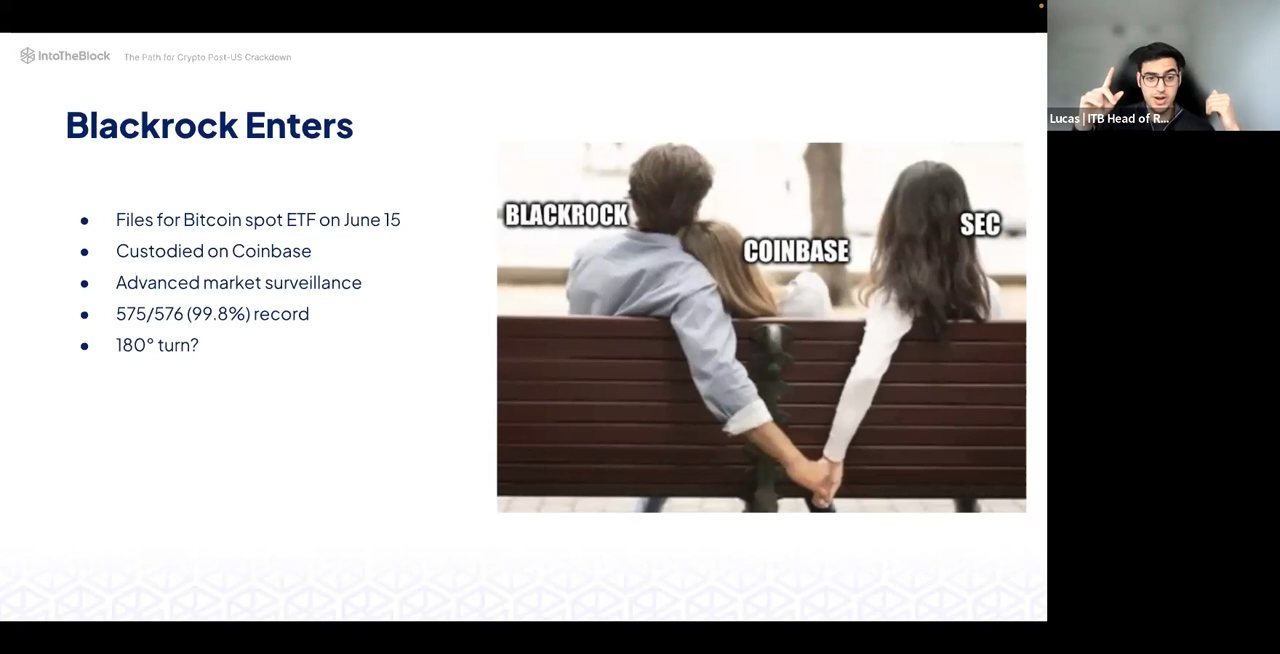 IntoTheBlock The Path for Crypto Post-US Crackdown
Blackrock Enters
● Files for Bitcoin spot ETF on June 15
● Custodied on Coinbase
● Advanced market surveillance
● 575/576 (99.8%) record
● 180° turn?
BLACKROCK
COINBASE
SEC
Lucas | ITB Head of R...